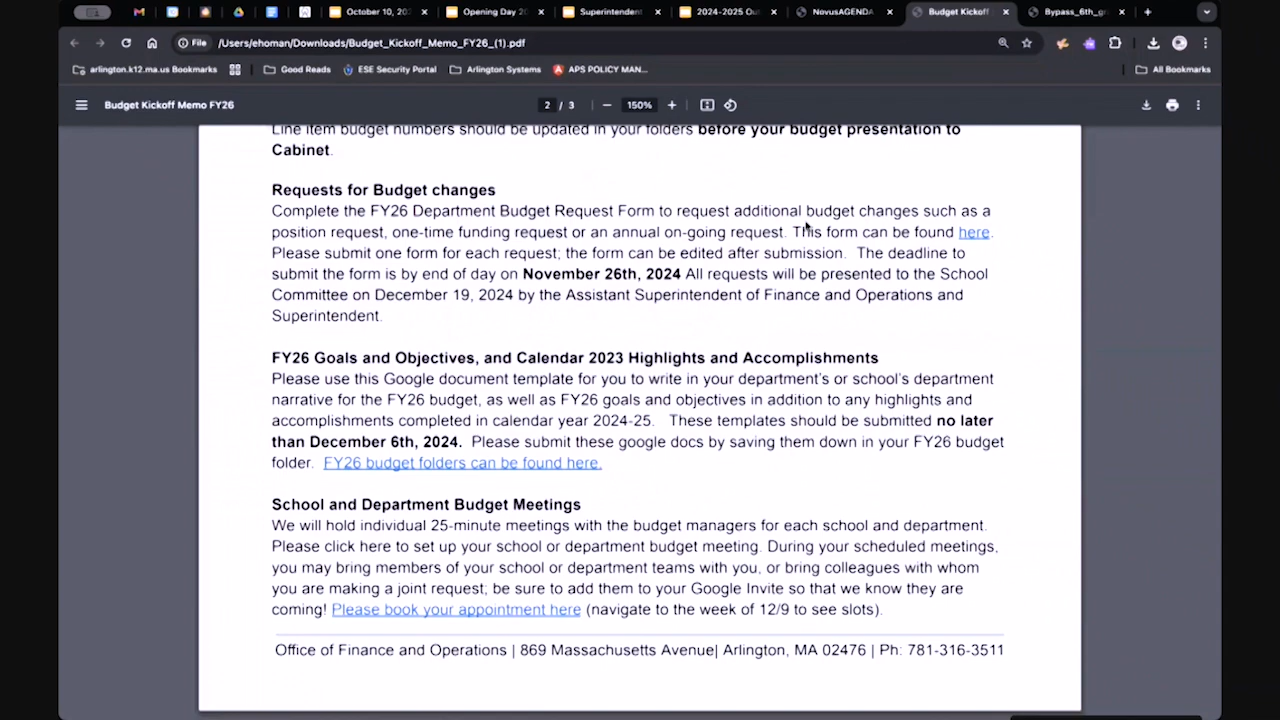 October 10, 202
Opening Day 20
Superintendent
2024-2025 Out
NovusAGENDA
Budget Kickoff
Bypass_6th_gr
File /Users/ehoman/Downloads/Budget_Kickoff_Memo_FY26_(1).pdf
arlington.k12.ma.us Bookmarks
Good Reads
ESE Security Portal
Arlington Systems
APS POLICY MAN...
All Bookmarks
Budget Kickoff Memo FY26
2 / 3
150%
Line item budget numbers should be updated in your folders before your budget presentation to
Cabinet.
Requests for Budget changes
Complete the FY26 Department Budget Request Form to request additional budget changes such as a
position request, one-time funding request or an annual on-going request. This form can be found here.
Please submit one form for each request; the form can be edited after submission. The deadline to
submit the form is by end of day on November 26th, 2024 All requests will be presented to the School
Committee on December 19, 2024 by the Assistant Superintendent of Finance and Operations and
Superintendent.
FY26 Goals and Objectives, and Calendar 2023 Highlights and Accomplishments
Please use this Google document template for you to write in your department's or school's department
narrative for the FY26 budget, as well as FY26 goals and objectives in addition to any highlights and
accomplishments completed in calendar year 2024-25. These templates should be submitted no later
than December 6th, 2024. Please submit these google docs by saving them down in your FY26 budget
folder. FY26 budget folders can be found here.
School and Department Budget Meetings
We will hold individual 25-minute meetings with the budget managers for each school and department.
Please click here to set up your school or department budget meeting. During your scheduled meetings,
you may bring members of your school or department teams with you, or bring colleagues with whom
you are making a joint request; be sure to add them to your Google Invite so that we know they are
coming! Please book your appointment here (navigate to the week of 12/9 to see slots).
Office of Finance and Operations | 869 Massachusetts Avenue| Arlington, MA 02476 | Ph: 781-316-3511